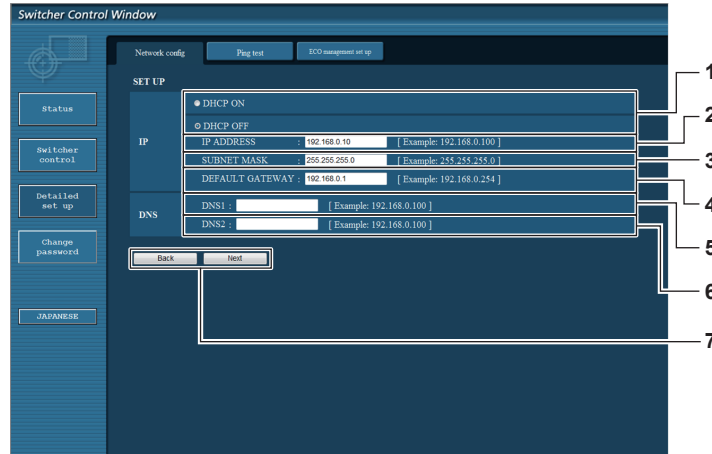 Switcher Control Window
Network config
Ping test
ECO management set up
SET UP
Status
Switcher
control
Detailed
set up
Change
password
JAPANESE
IP
DHCP ON
DHCP OFF
IP ADDRESS : 192.168.0.10 [ Example: 192.168.0.100 ]
SUBNET MASK : 255.255.255.0 [ Example: 255.255.255.0 ]
DEFAULT GATEWAY : 192.168.0.1 [ Example: 192.168.0.254 ]
DNS
DNS1 : [ Example: 192.168.0.100 ]
DNS2 : [ Example: 192.168.0.100 ]
Back
Next
1
2
3
4
5
6
7